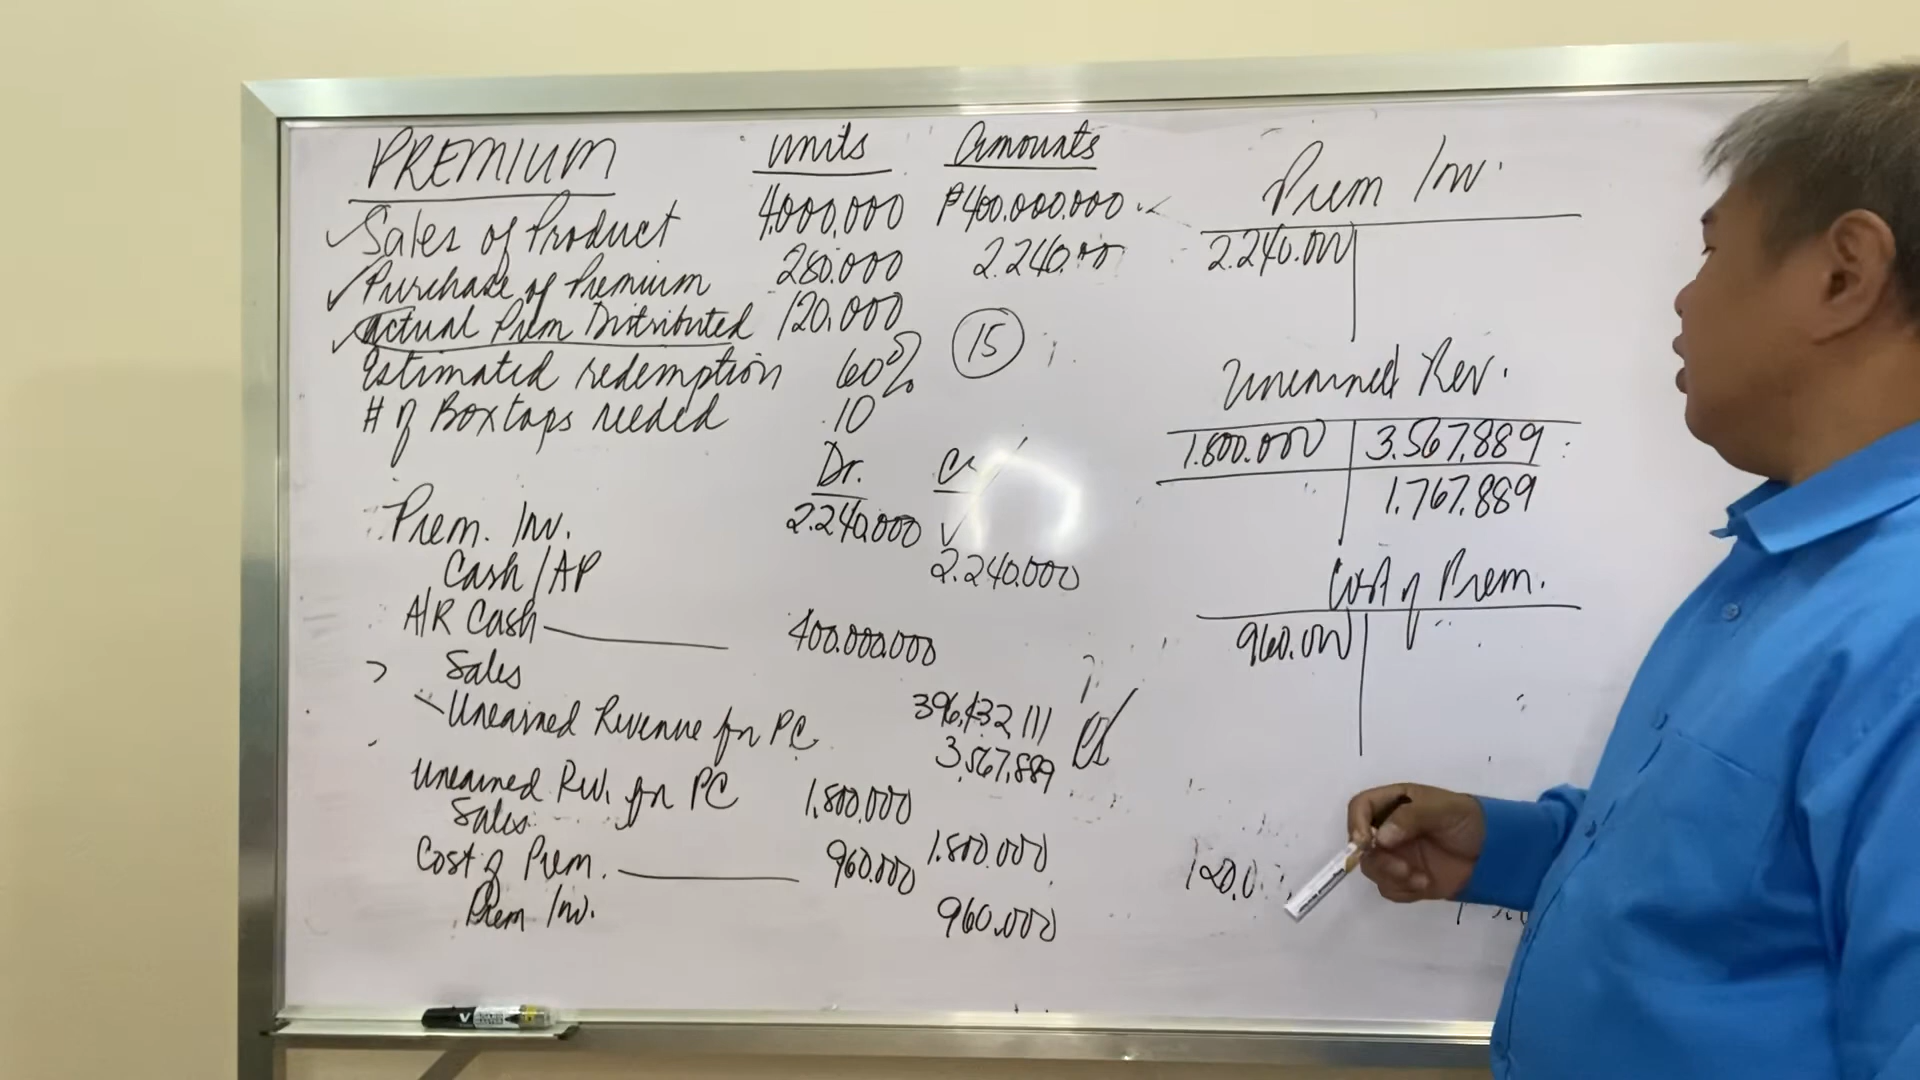 PREMIUM units Amounts
Sales of Product 4,000,000 ₱400.000.000
Purchase of Premium 280.000 2.240.00
Actual Prem Distributed 120,000
Estimated redemption 60% 15
# of Boxtops needed 10
Dr. Cr
Prem. Inv. 2.240.000
Cash/AP 2.240.000
A/R Cash 400.000.000
Sales 396,432 111
Unearned Revenue for PC 3,567,889
Unearned Rev. for PC 1,800.000
Sales 1.800.000
Cost of Prem. 960.000
Prem Inv. 960.000
Prem Inv.
2.240.000
Unearned Rev.
1.800.000 3.567.889
1.767.889
Cost of Prem.
960.000
120.0